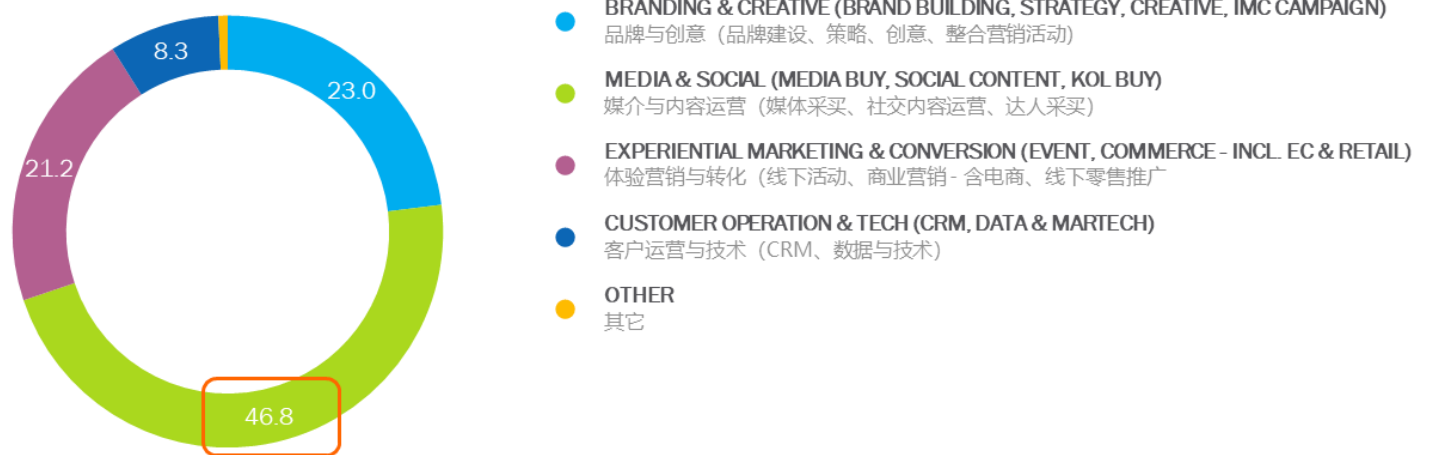 8.3
23.0
21.2
46.8
BRANDING & CREATIVE (BRAND BUILDING, STRATEGY, CREATIVE, IMC CAMPAIGN)
品牌与创意（品牌建设、策略、创意、整合营销活动）
MEDIA & SOCIAL (MEDIA BUY, SOCIAL CONTENT, KOL BUY)
媒介与内容运营（媒体采买、社交内容运营、达人采买）
EXPERIENTIAL MARKETING & CONVERSION (EVENT, COMMERCE - INCL. EC & RETAIL)
体验营销与转化（线下活动、商业营销 - 含电商、线下零售推广
CUSTOMER OPERATION & TECH (CRM, DATA & MARTECH)
客户运营与技术（CRM、数据与技术）
OTHER
其它